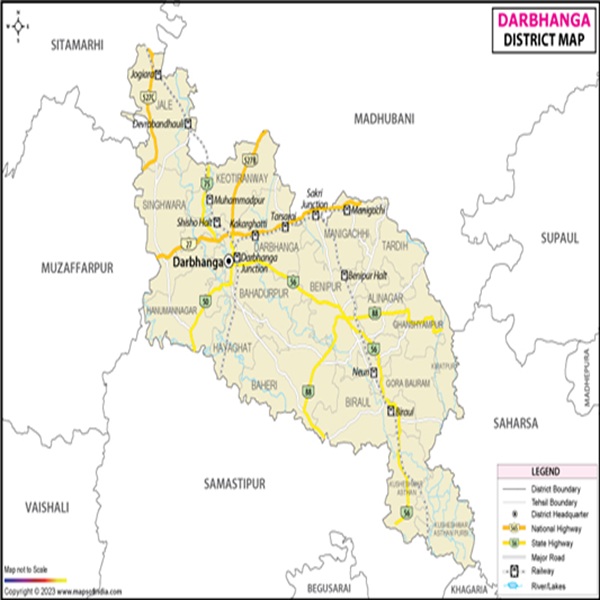 DARBHANGA
DISTRICT MAP
N
SITAMARHI
MADHUBANI
SUPAUL
MUZAFFARPUR
MADHEPURA
SAHARSA
SAMASTIPUR
VAISHALI
BEGUSARAI
KHAGARIA
Jogiara
527C
JALE
Devrabandhauli
527B
KEOTIRANWAY
75
Muhammadpur
SINGHWARA
Shisho Halt
Kakarghatti
Tarsarai
Sakri
Junction
Manigachi
MANIGACHHI
TARDIH
27
DARBHANGA
Darbhanga
Darbhanga
Junction
Benipur Halt
BAHADURPUR
56
BENIPUR
ALINAGAR
50
HANUMANNAGAR
88
GHANSHYAMPUR
HAYAGHAT
56
KIRATPUR
Neuri
BAHERI
88
GORA BAURAM
BIRAUL
Biraul
KUSHESHWAR
ASTHAN
56
KUSHESHWAR
ASTHAN PURBI
LEGEND
District Boundary
Tehsil Boundary
District Headquarter
National Highway
State Highway
Major Road
Railway
River/Lakes
Map not to Scale
Copyright © 2023 www.mapsofindia.com